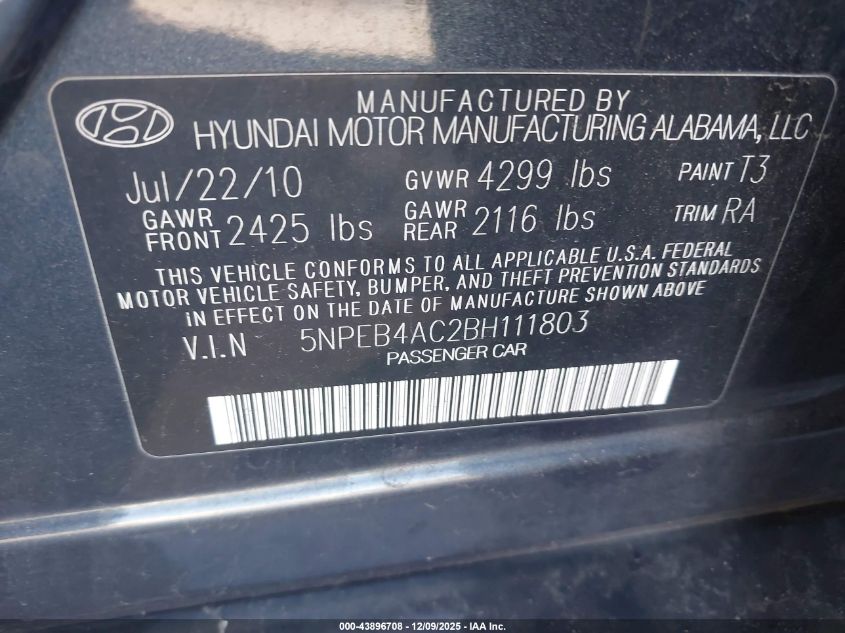 MANUFACTURED BY
HYUNDAI MOTOR MANUFACTURING ALABAMA, LLC
Jul/22/10 GVWR 4299 lbs PAINT T3
GAWR FRONT 2425 lbs GAWR REAR 2116 lbs TRIM RA
THIS VEHICLE CONFORMS TO ALL APPLICABLE U.S.A. FEDERAL
MOTOR VEHICLE SAFETY, BUMPER, AND THEFT PREVENTION STANDARDS
IN EFFECT ON THE DATE OF MANUFACTURE SHOWN ABOVE
V.I.N 5NPEB4AC2BH111803
PASSENGER CAR
000-43896708 - 12/09/2025 - IAA Inc.